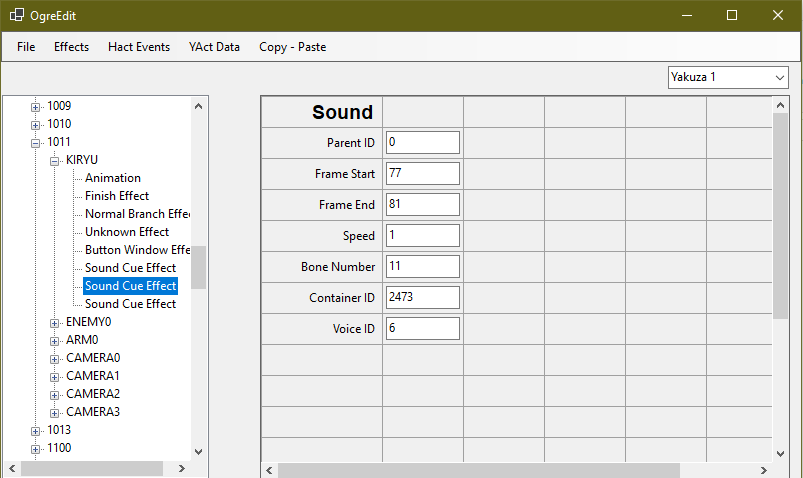 OgreEdit
File Effects Hact Events YAct Data Copy - Paste
Yakuza 1
1009
1010
1011
KIRYU
Animation
Finish Effect
Normal Branch Effe
Unknown Effect
Button Window Effe
Sound Cue Effect
Sound Cue Effect
Sound Cue Effect
ENEMY0
ARM0
CAMERA0
CAMERA1
CAMERA2
CAMERA3
1013
1100
Sound
Parent ID 0
Frame Start 77
Frame End 81
Speed 1
Bone Number 11
Container ID 2473
Voice ID 6